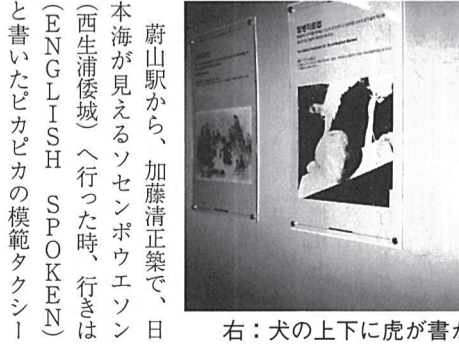 右：犬の上下に虎が書か
蔚山駅から、加藤清正築で、日
本海が見えるソセンポウエソン
(西生浦倭城)へ行った時、行きは
(ENGLISH SPOKEN)
と書いたピカピカの模範タクシー